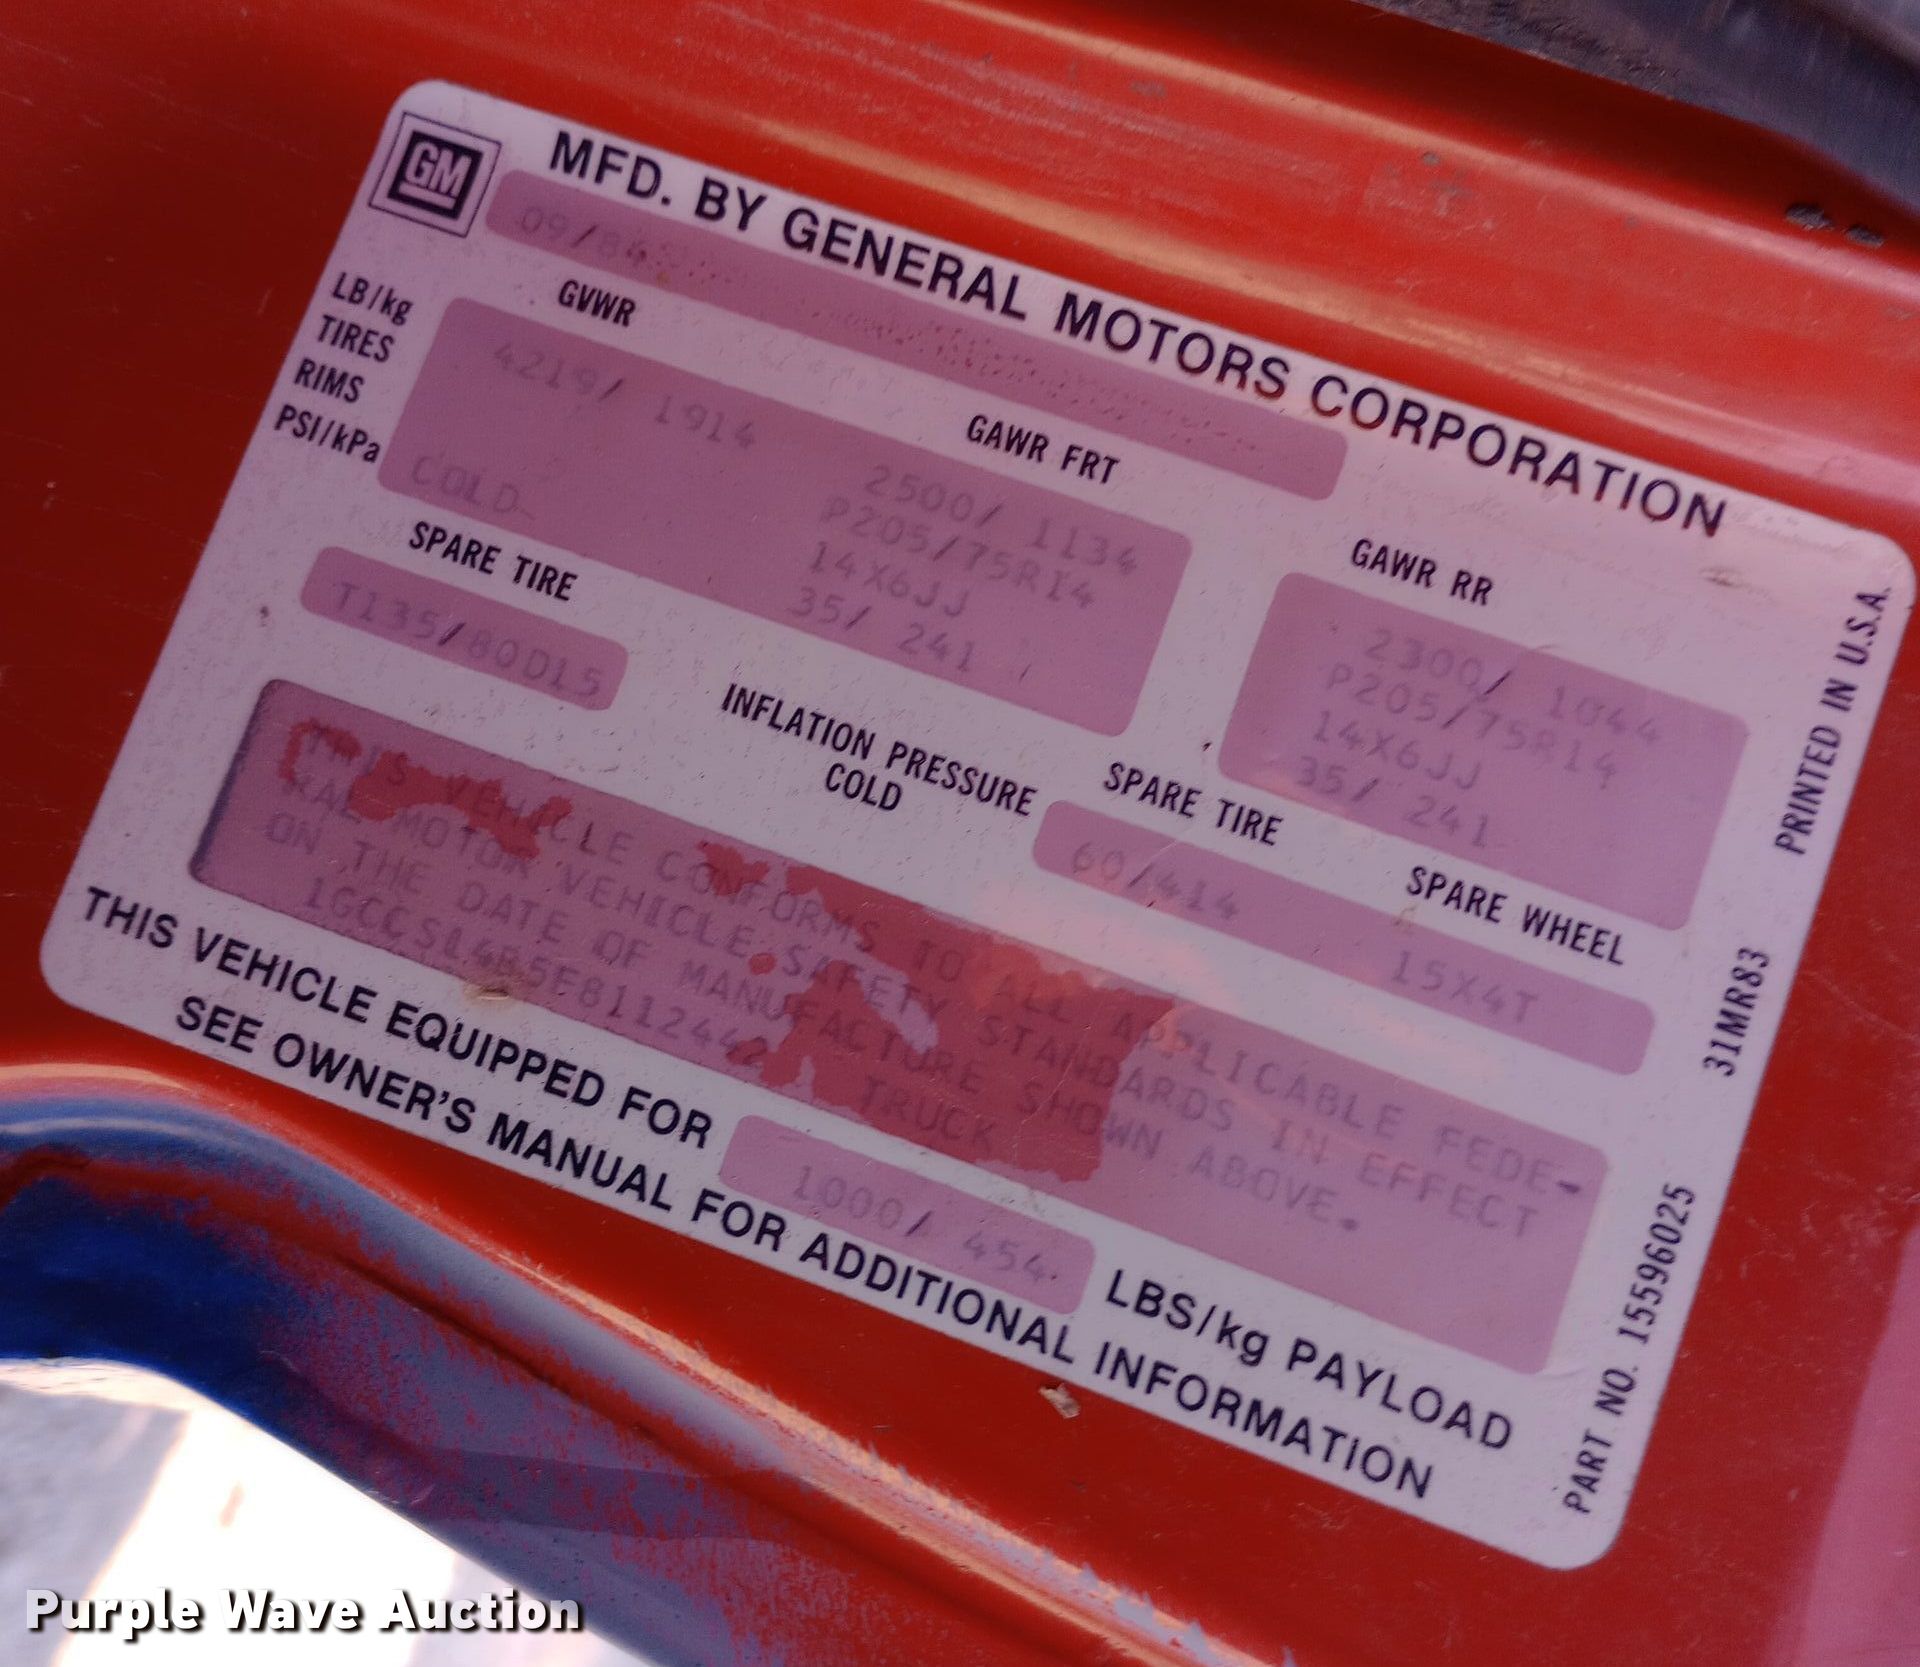 GM
MFD. BY GENERAL MOTORS CORPORATION
09/84
GVWR GAWR FRT GAWR RR
LB/kg 4219/ 1914 2500/ 1134 2300/ 1044
TIRES P205/75R14 P205/75R14
RIMS 14X6JJ 14X6JJ
PSI/kPa COLD 35/ 241 35/ 241
SPARE TIRE INFLATION PRESSURE SPARE TIRE SPARE WHEEL
COLD
T135/80D15 60/414 15X4T
THIS VEHICLE CONFORMS TO ALL APPLICABLE FEDE-
RAL MOTOR VEHICLE SAFETY STANDARDS IN EFFECT
ON THE DATE OF MANUFACTURE SHOWN ABOVE.
1GCCS14B5E8112442 TRUCK
THIS VEHICLE EQUIPPED FOR 1000/ 454 LBS/kg PAYLOAD
SEE OWNER'S MANUAL FOR ADDITIONAL INFORMATION
PART NO. 15596025 31MR83 PRINTED IN U.S.A.
Purple Wave Auction